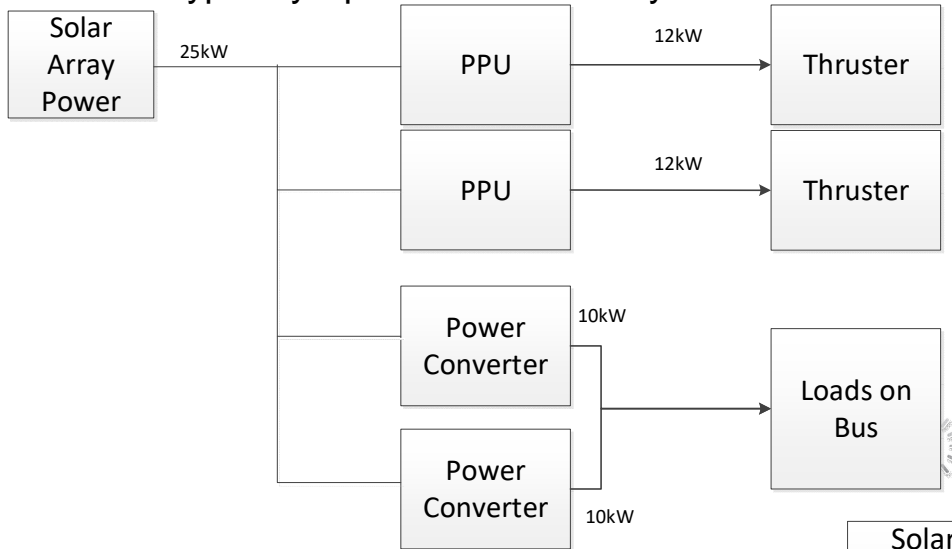 Solar
Array
Power
25kW
PPU
12kW
Thruster
PPU
12kW
Thruster
Power
Converter
10kW
Loads on
Bus
Power
Converter
10kW
Solar